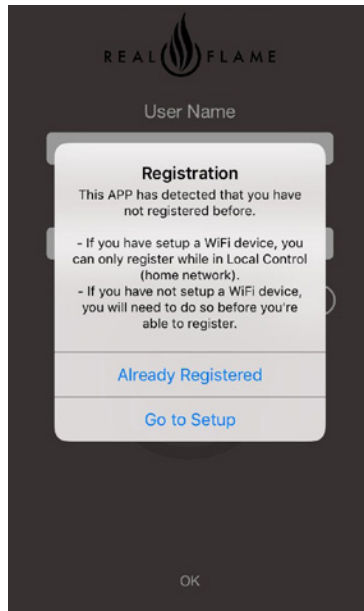 REAL FLAME
User Name
Registration
This APP has detected that you have
not registered before.
- If you have setup a WiFi device, you
can only register while in Local Control
(home network).
- If you have not setup a WiFi device,
you will need to do so before you're
able to register.
Already Registered
Go to Setup
OK